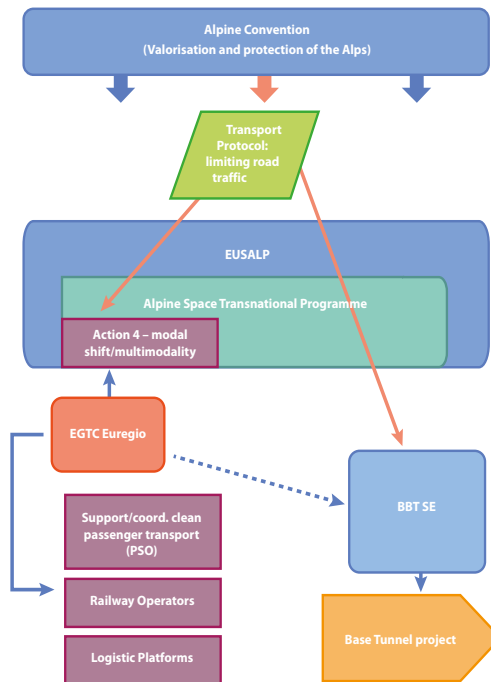 Alpine Convention
(Valorisation and protection of the Alps)
Transport
Protocol:
limiting road
traffic
EUSALP
Alpine Space Transnational Programme
Action 4 – modal
shift/multimodality
EGTC Euregio
BBT SE
Support/coord. clean
passenger transport
(PSO)
Railway Operators
Base Tunnel project
Logistic Platforms